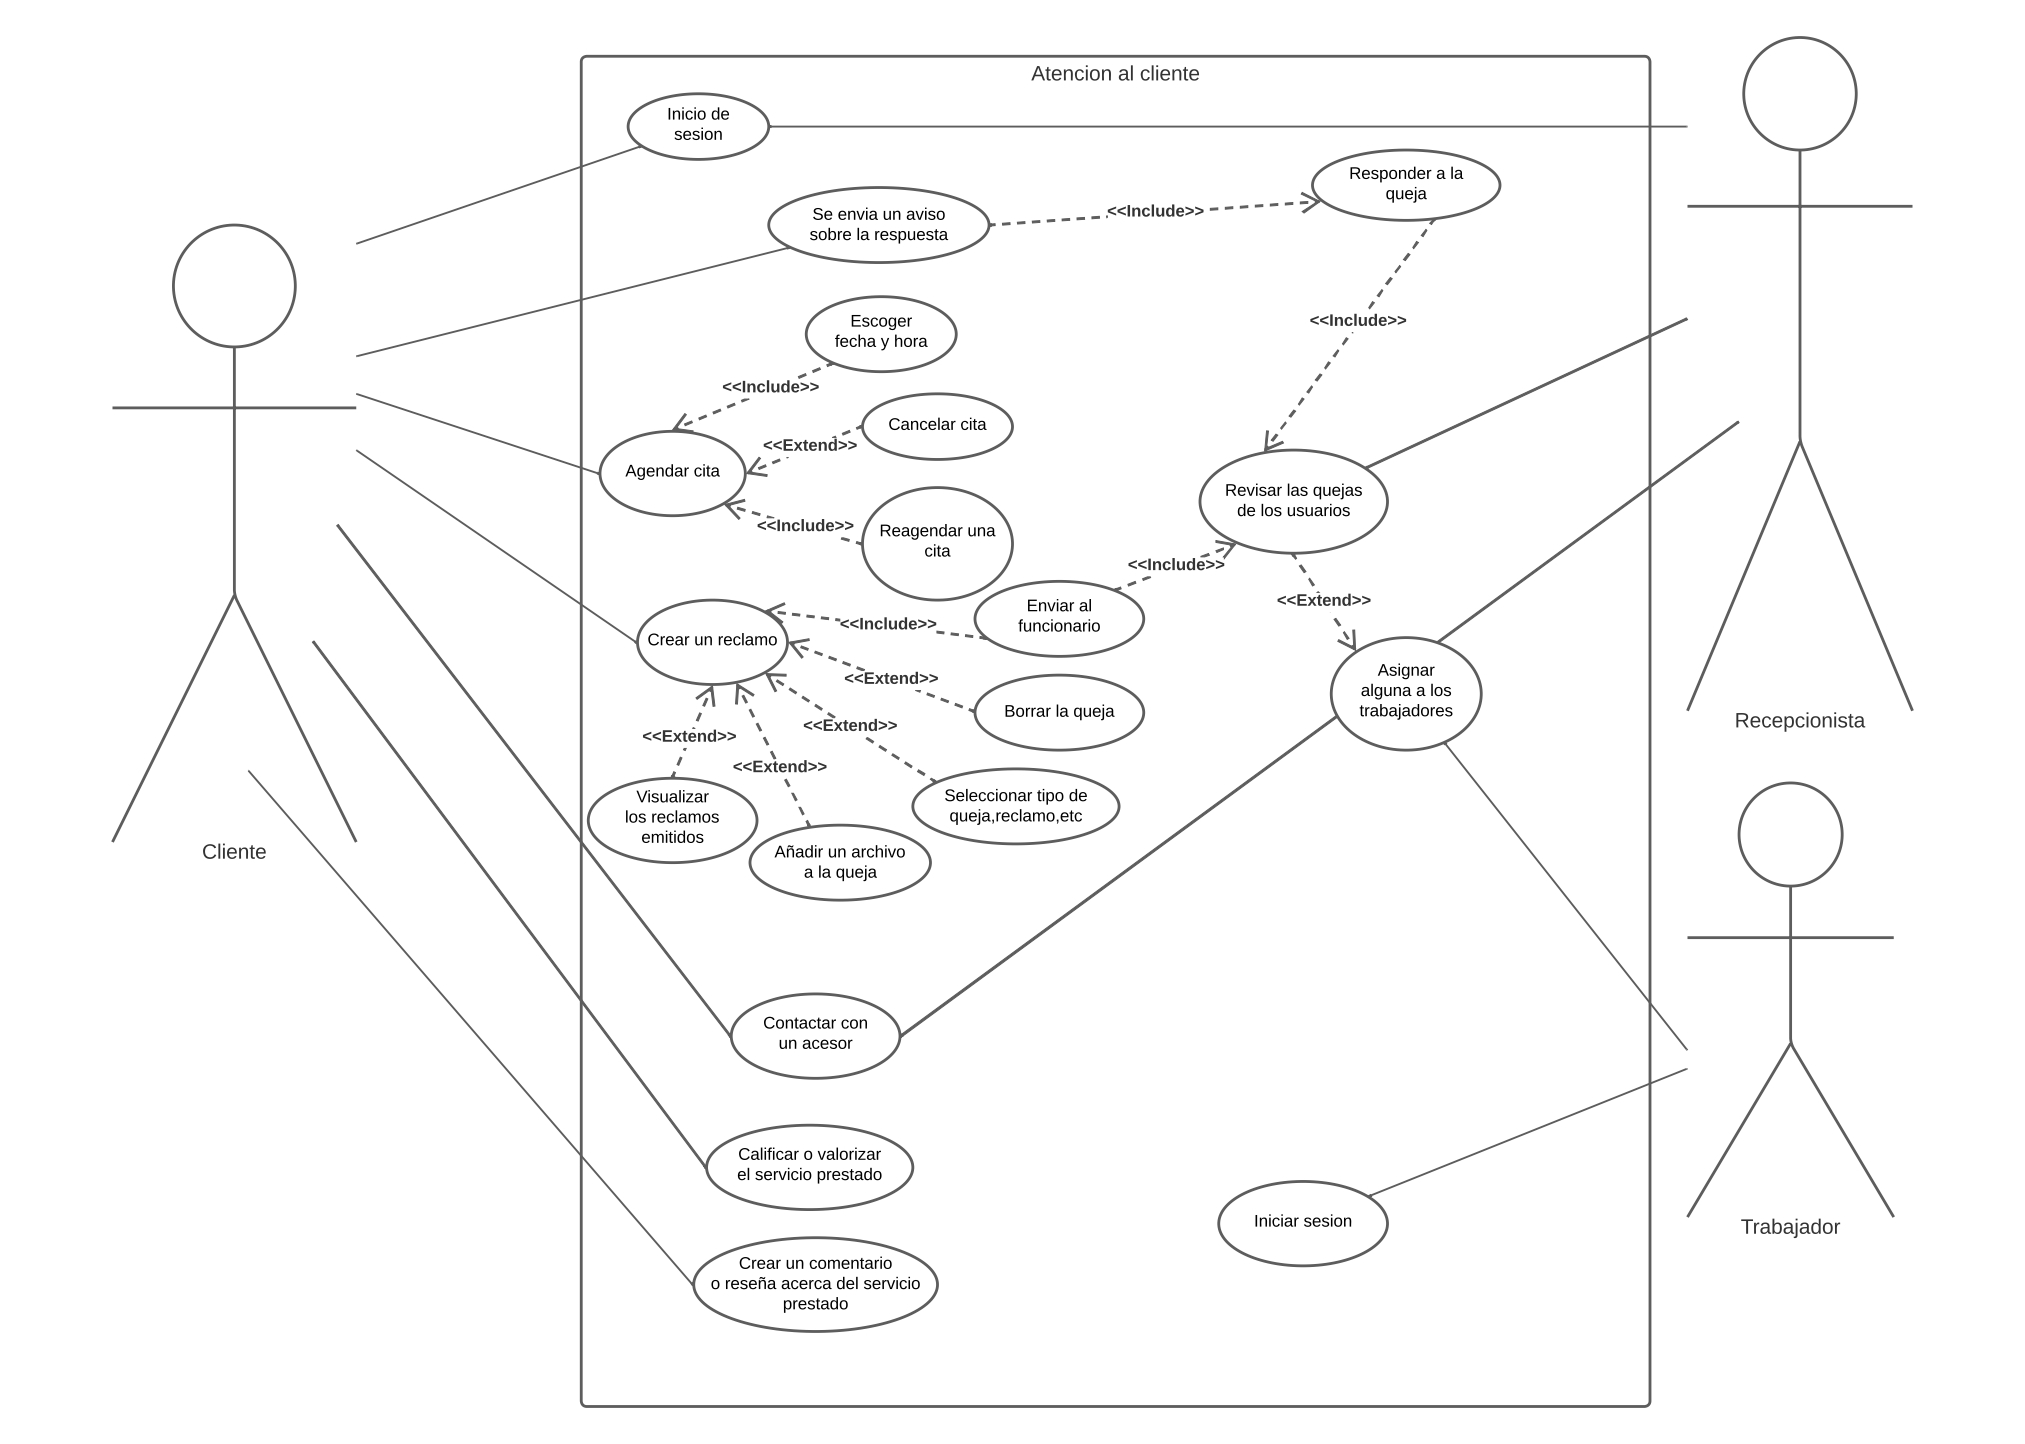 Atencion al cliente
Inicio de
sesion
Responder a la
queja
Se envia un aviso
sobre la respuesta
<<Include>>
Escoger
fecha y hora
<<Include>>
<<Include>>
Cancelar cita
<<Extend>>
Agendar cita
Revisar las quejas
de los usuarios
<<Include>>
Reagendar una
cita
<<Include>>
<<Extend>>
Enviar al
funcionario
<<Include>>
Crear un reclamo
<<Extend>>
Asignar
alguna a los
trabajadores
Borrar la queja
<<Extend>>
<<Extend>>
<<Extend>>
Recepcionista
Visualizar
los reclamos
emitidos
Seleccionar tipo de
queja,reclamo,etc
Añadir un archivo
a la queja
Cliente
Contactar con
un acesor
Calificar o valorizar
el servicio prestado
Iniciar sesion
Trabajador
Crear un comentario
o reseña acerca del servicio
prestado